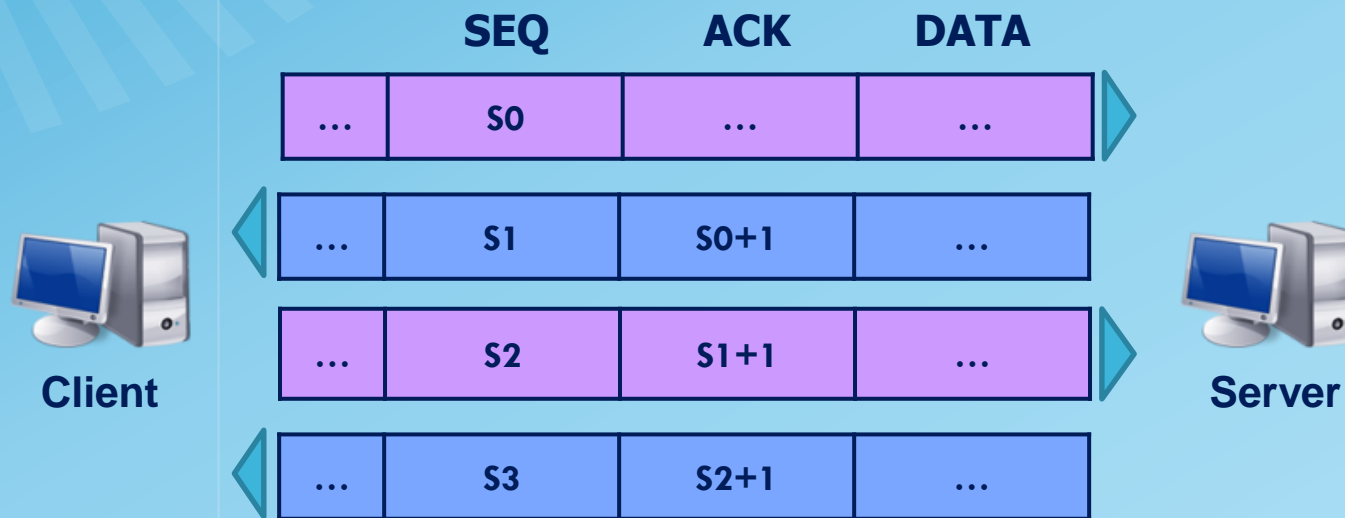 SEQ ACK DATA
... S0 ... ...
... S1 S0+1 ...
... S2 S1+1 ...
Client Server
... S3 S2+1 ...